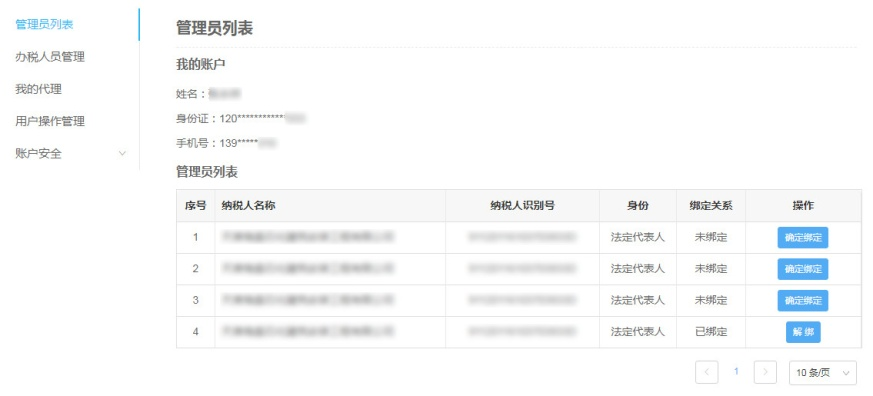 管理员列表
办税人员管理
我的代理
用户操作管理
账户安全
管理员列表
我的账户
姓名：
身份证：120***********
手机号：139*****
管理员列表
序号 纳税人名称 纳税人识别号 身份 绑定关系 操作
1 法定代表人 未绑定 确定绑定
2 法定代表人 未绑定 确定绑定
3 法定代表人 未绑定 确定绑定
4 法定代表人 已绑定 解 绑
1 10 条/页